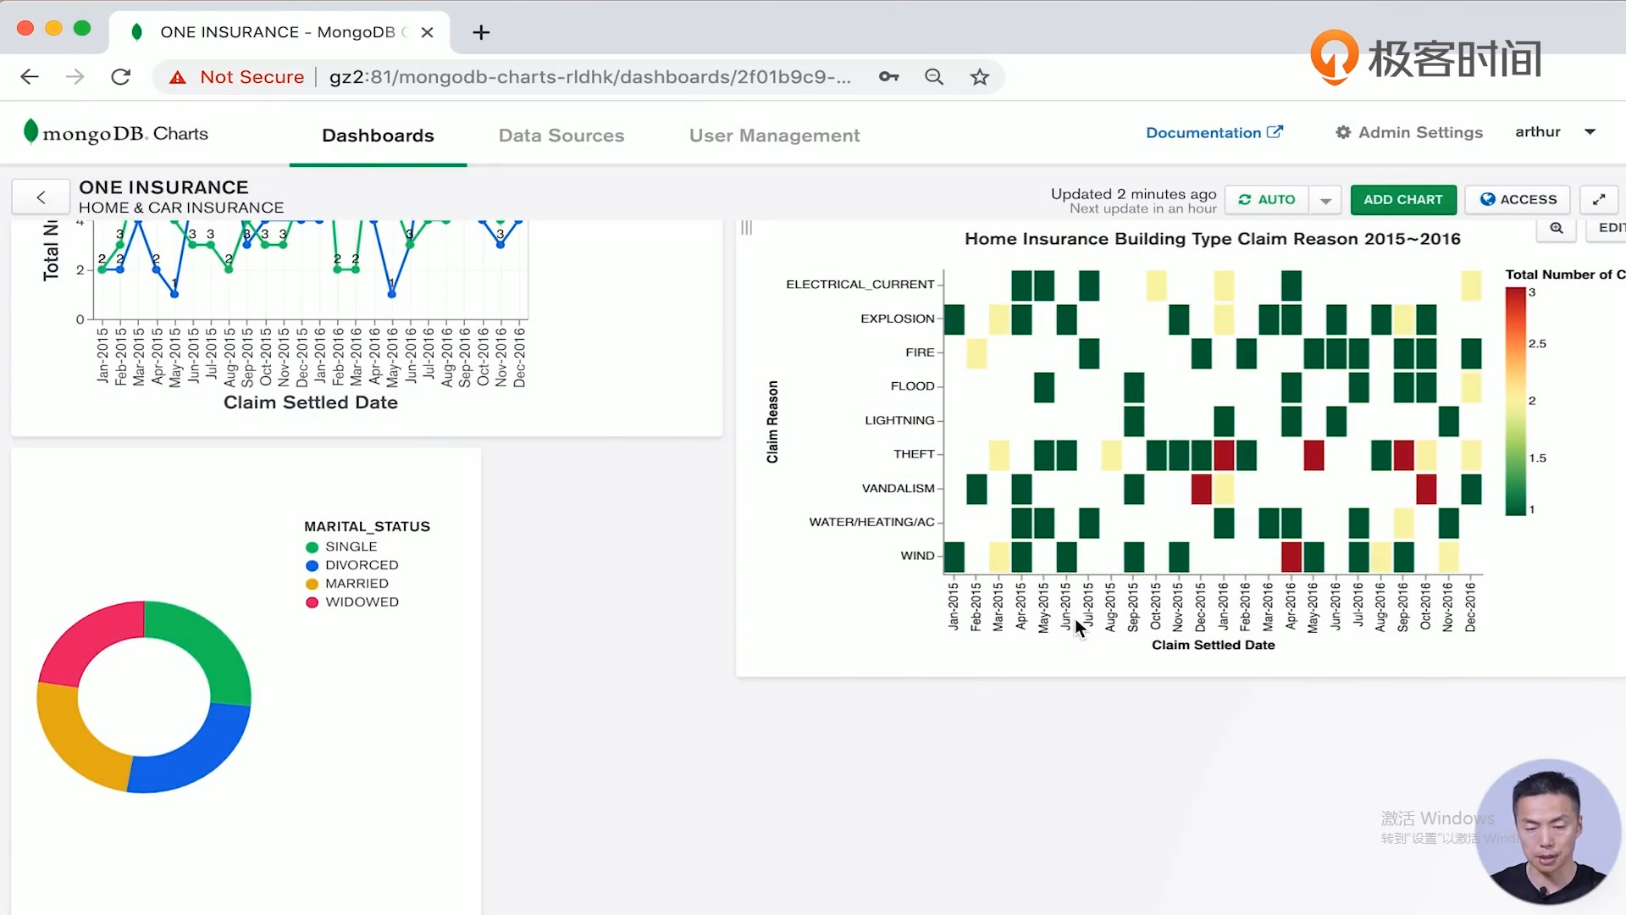 ONE INSURANCE - MongoDB C
极客时间
Not Secure
gz2:81/mongodb-charts-rldhk/dashboards/2f01b9c9-...
mongoDB. Charts
Dashboards
Data Sources
User Management
Documentation
Admin Settings
arthur
ONE INSURANCE
HOME & CAR INSURANCE
Updated 2 minutes ago
Next update in an hour
AUTO
ADD CHART
ACCESS
EDIT
Total Nu
4
2
0
3 3 3 2 3 3 3 3 3
2 2 2 2 2 2
1 1
Jan-2015
Feb-2015
Mar-2015
Apr-2015
May-2015
Jun-2015
Jul-2015
Aug-2015
Sep-2015
Oct-2015
Nov-2015
Dec-2015
Jan-2016
Feb-2016
Mar-2016
Apr-2016
May-2016
Jun-2016
Jul-2016
Aug-2016
Sep-2016
Oct-2016
Nov-2016
Dec-2016
Claim Settled Date
Home Insurance Building Type Claim Reason 2015~2016
Claim Reason
ELECTRICAL_CURRENT
EXPLOSION
FIRE
FLOOD
LIGHTNING
THEFT
VANDALISM
WATER/HEATING/AC
WIND
Jan-2015
Feb-2015
Mar-2015
Apr-2015
May-2015
Jun-2015
Jul-2015
Aug-2015
Sep-2015
Oct-2015
Nov-2015
Dec-2015
Jan-2016
Feb-2016
Mar-2016
Apr-2016
May-2016
Jun-2016
Jul-2016
Aug-2016
Sep-2016
Oct-2016
Nov-2016
Dec-2016
Claim Settled Date
Total Number of C
3
2.5
2
1.5
1
MARITAL_STATUS
SINGLE
DIVORCED
MARRIED
WIDOWED
激活 Windows
转到"设置"以激活 Wind